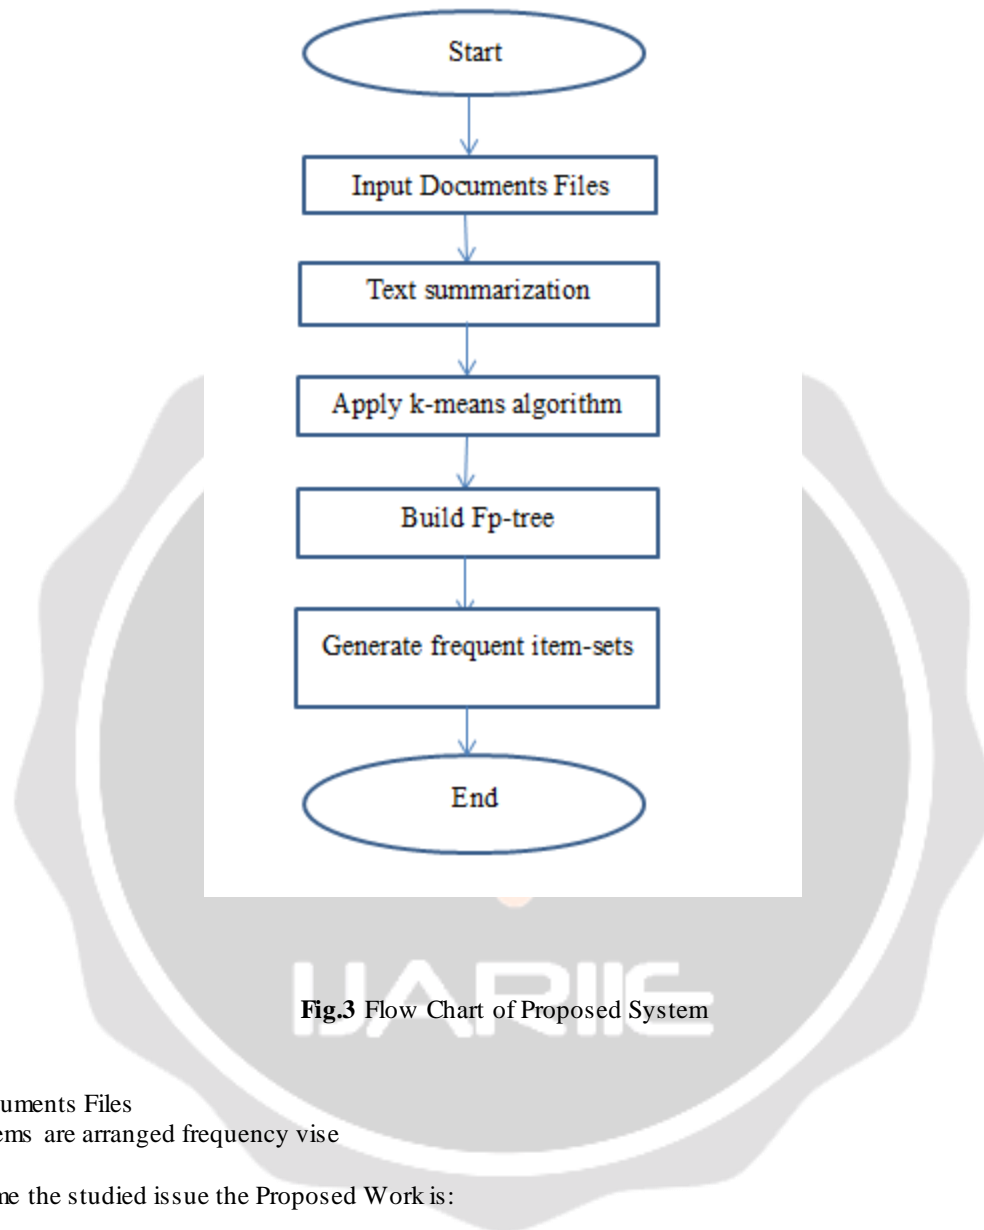 Start
Input Documents Files
Text summarization
Apply k-means algorithm
Build Fp-tree
Generate frequent item-sets
End
IJARIIE
Fig.3 Flow Chart of Proposed System
uments Files
ems are arranged frequency vise
me the studied issue the Proposed Work is: